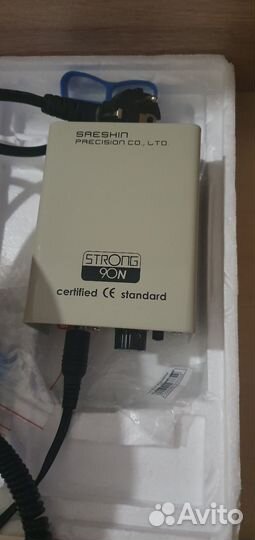 SAESHIN
PRECISION CO., LTD.
STRONG
90N
certified CE standard
Avito